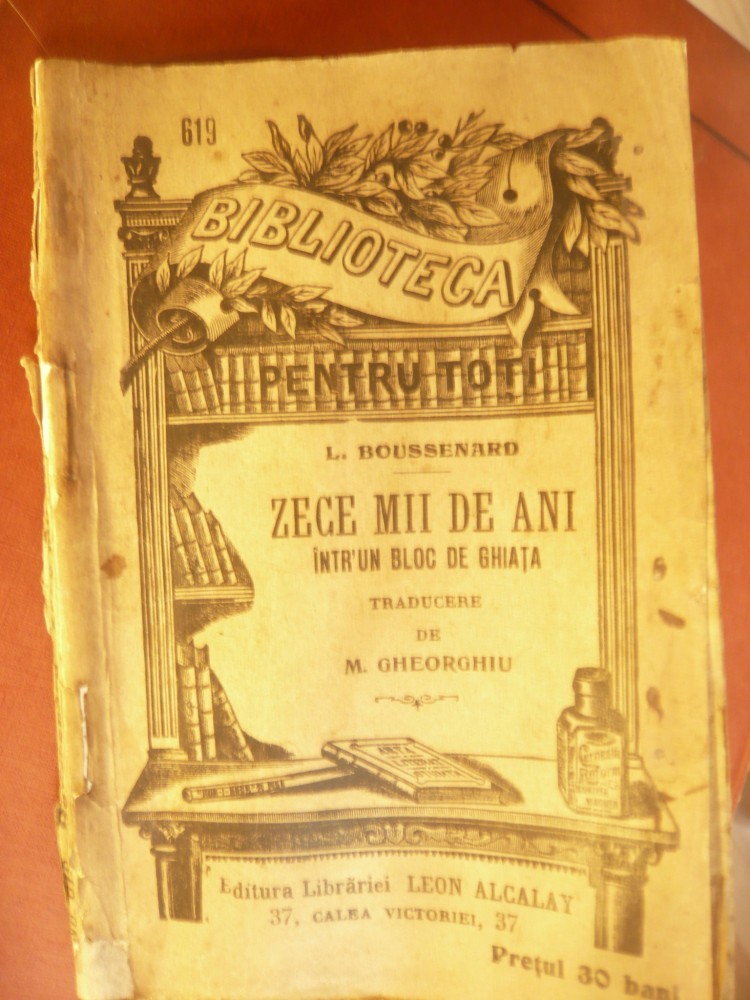 619
BIBLIOTECA
PENTRU TOȚI
L. BOUSSENARD
ZECE MII DE ANI
ÎNTR'UN BLOC DE GHIAȚA
TRADUCERE
DE
M. GHEORGHIU
ARTA
Editura Librăriei LEON ALCALAY
37, CALEA VICTORIEI, 37
Prețul 30 bani